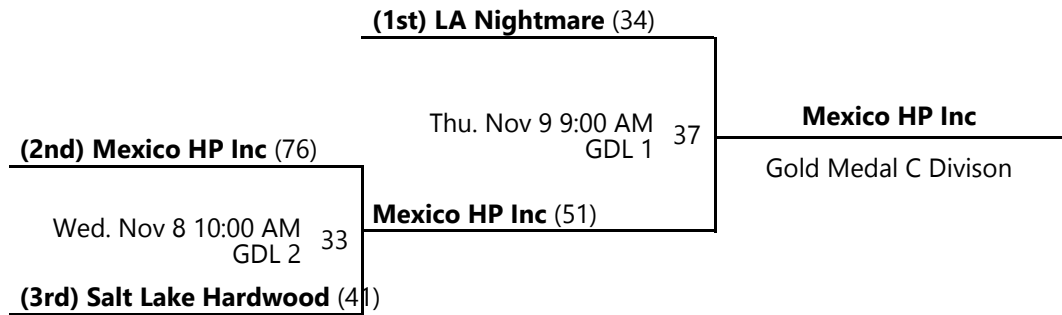 (1st) LA Nightmare (34)
Thu. Nov 9 9:00 AM
GDL 1
37
Mexico HP Inc
Gold Medal C Divison
(2nd) Mexico HP Inc (76)
Mexico HP Inc (51)
Wed. Nov 8 10:00 AM
GDL 2
33
(3rd) Salt Lake Hardwood (41)